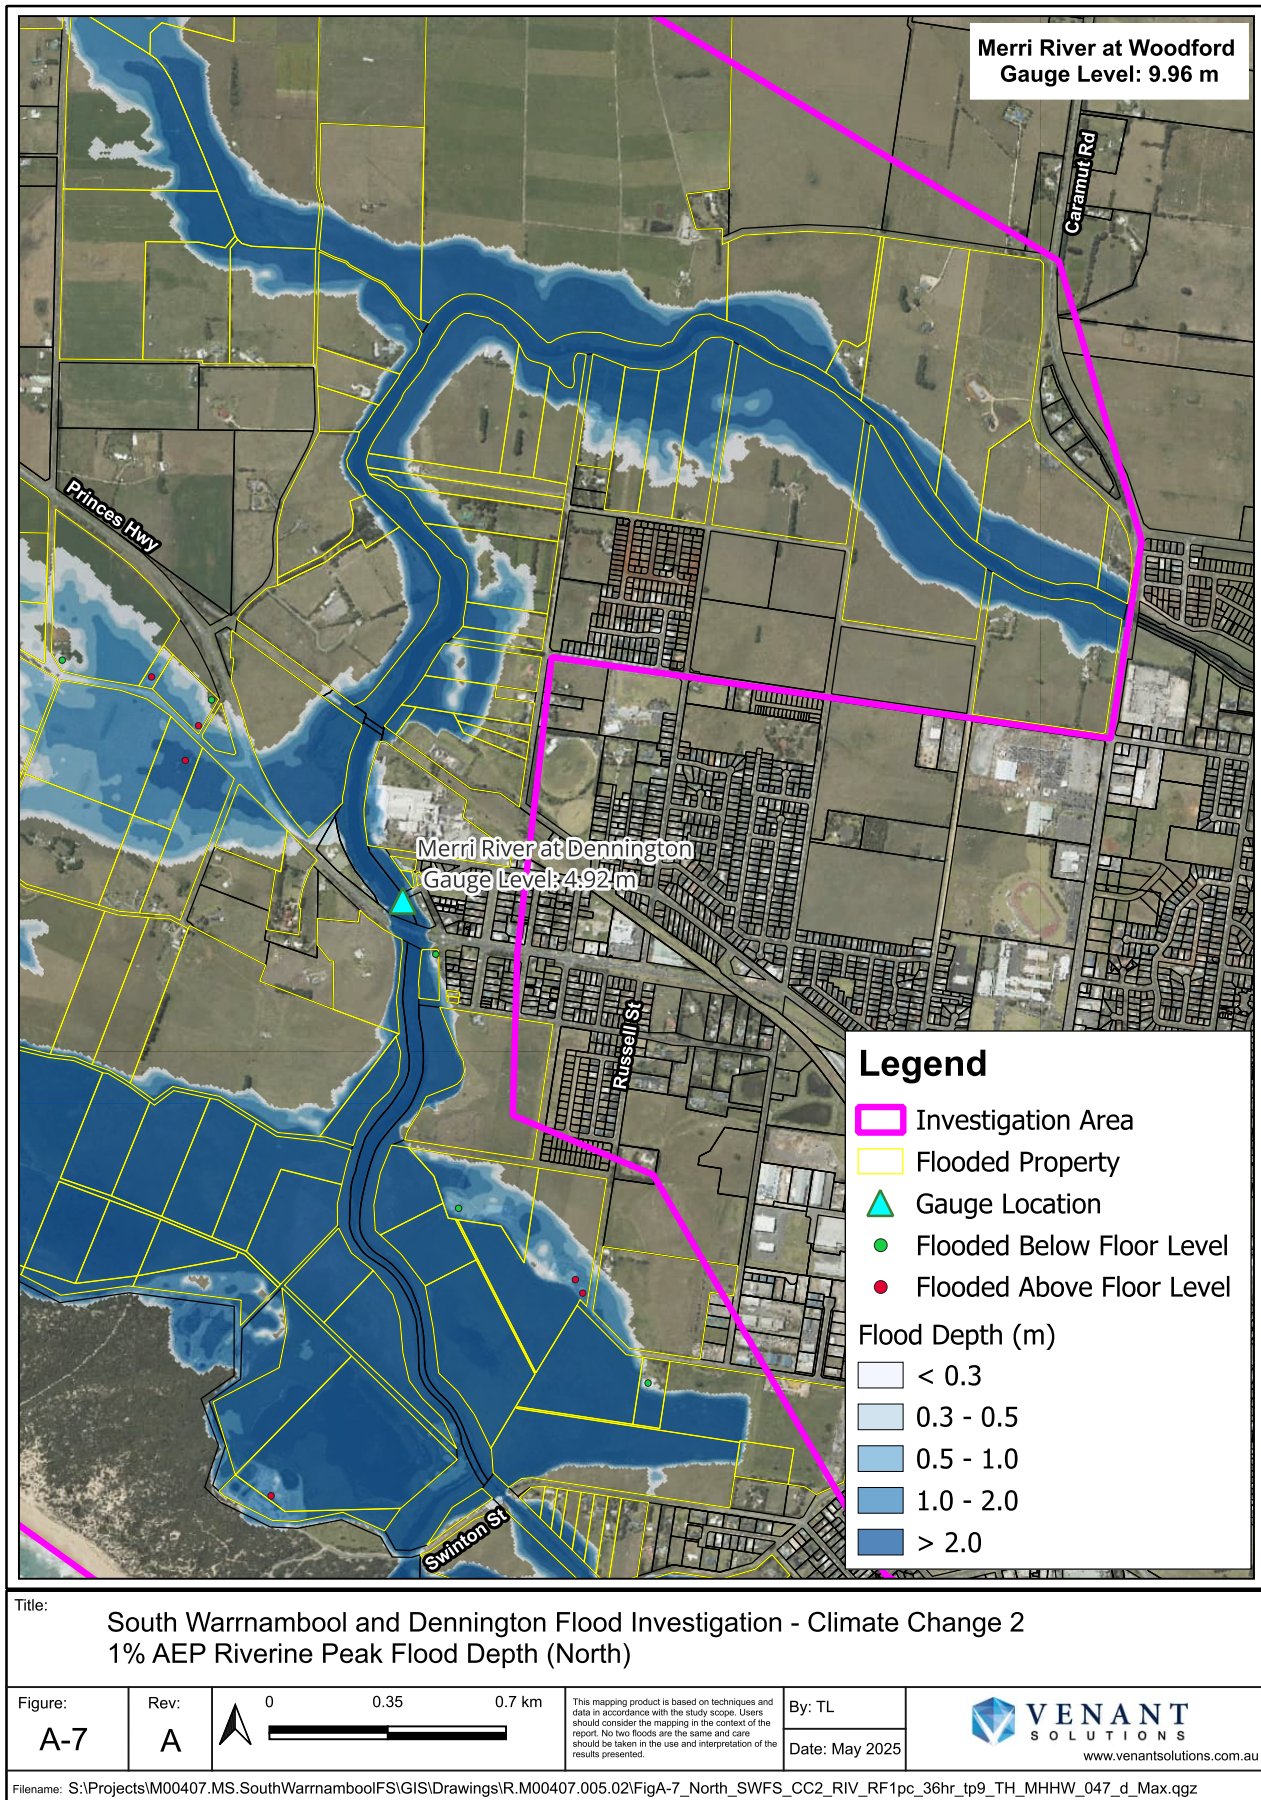 Merri River at Woodford
Gauge Level: 9.96 m
Caramut Rd
Princes Hwy
Merri River at Dennington
Gauge Level: 4.92 m
Russell St
Swinton St
Legend
Investigation Area
Flooded Property
Gauge Location
Flooded Below Floor Level
Flooded Above Floor Level
Flood Depth (m)
< 0.3
0.3 - 0.5
0.5 - 1.0
1.0 - 2.0
> 2.0
Title:
South Warrnambool and Dennington Flood Investigation - Climate Change 2
1% AEP Riverine Peak Flood Depth (North)
Figure:
A-7
Rev:
A
0 0.35 0.7 km
This mapping product is based on techniques and
data in accordance with the study scope. Users
should consider the mapping in the context of the
report. No two floods are the same and care
should be taken in the use and interpretation of the
results presented.
By: TL
Date: May 2025
VENANT
SOLUTIONS
www.venantsolutions.com.au
Filename: S:\Projects\M00407.MS.SouthWarrnamboolFS\GIS\Drawings\R.M00407.005.02\FigA-7_North_SWFS_CC2_RIV_RF1pc_36hr_tp9_TH_MHHW_047_d_Max.qgz